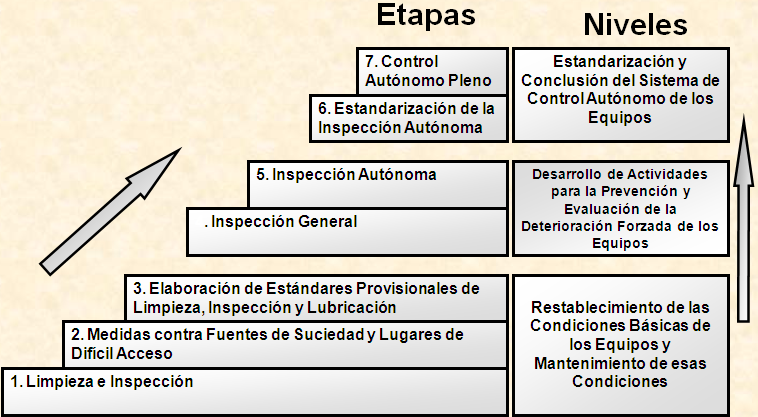 Etapas
Niveles
7. Control
Autónomo Pleno
6. Estandarización de la
Inspección Autónoma
Estandarización y
Conclusión del Sistema de
Control Autónomo de los
Equipos
5. Inspección Autónoma
. Inspección General
Desarrollo de Actividades
para la Prevención y
Evaluación de la
Deterioración Forzada de los
Equipos
3. Elaboración de Estándares Provisionales de
Limpieza, Inspección y Lubricación
2. Medidas contra Fuentes de Suciedad y Lugares de
Difícil Acceso
1. Limpieza e Inspección
Restablecimiento de las
Condiciones Básicas de
los Equipos y
Mantenimiento de esas
Condiciones